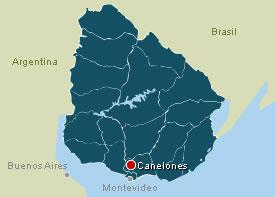 Brasil
Argentina
Canelones
Buenos Aires
Montevideo